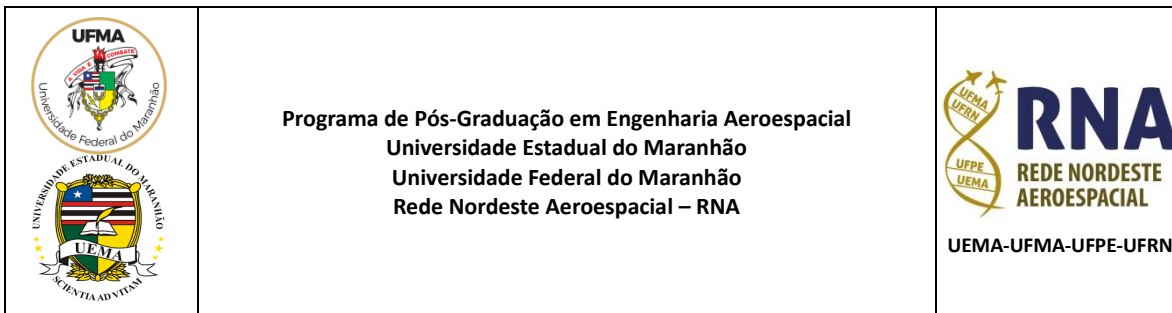 UFMA
A VIDA É COMBATE
Universidade Federal do Maranhão
UNIVERSIDADE ESTADUAL DO MARANHÃO
UEMA
SCIENTIA AD VITAM
Programa de Pós-Graduação em Engenharia Aeroespacial
Universidade Estadual do Maranhão
Universidade Federal do Maranhão
Rede Nordeste Aeroespacial – RNA
UFMA
UFRN
UFPE
UEMA
RNA
REDE NORDESTE
AEROESPACIAL
UEMA-UFMA-UFPE-UFRN